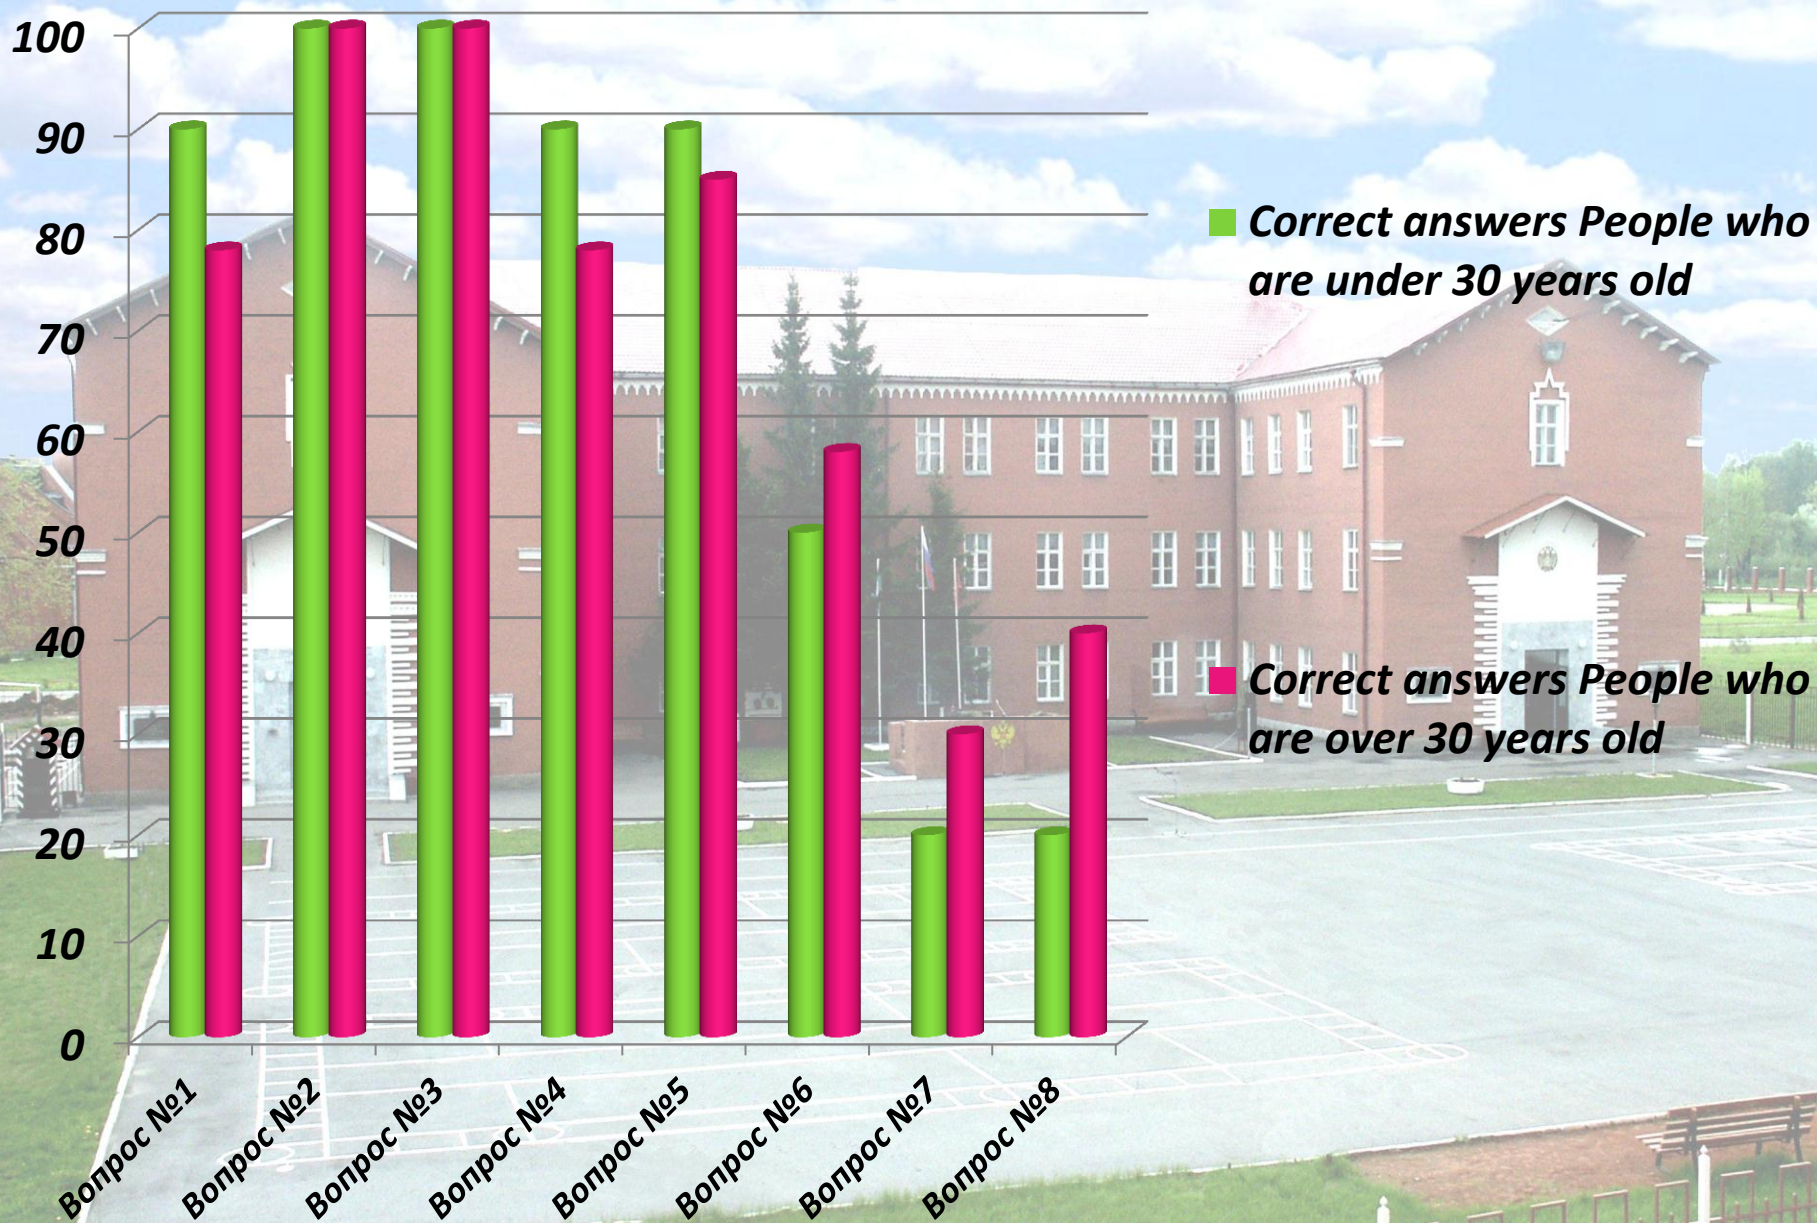 100
90
80
70
60
50
40
30
20
10
0
Вопрос №1
Вопрос №2
Вопрос №3
Вопрос №4
Вопрос №5
Вопрос №6
Вопрос №7
Вопрос №8
Correct answers People who
are under 30 years old
Correct answers People who
are over 30 years old